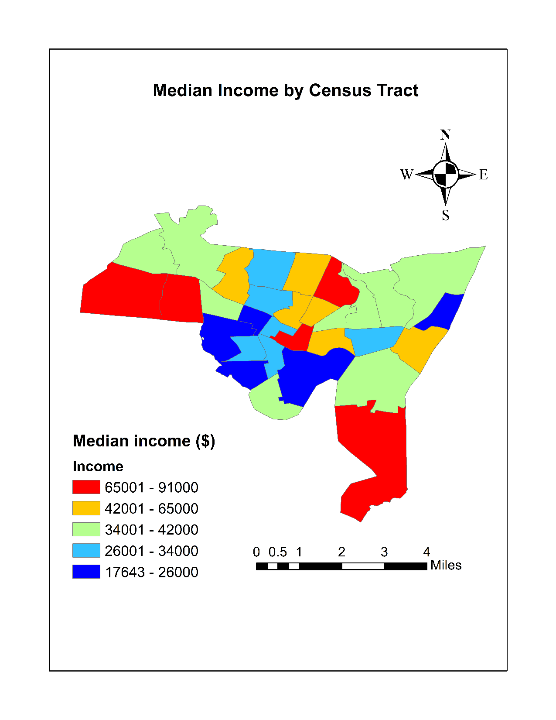 Median Income by Census Tract
N
W E
S
Median income ($)
Income
65001 - 91000
42001 - 65000
34001 - 42000
26001 - 34000
17643 - 26000
0 0.5 1 2 3 4
Miles